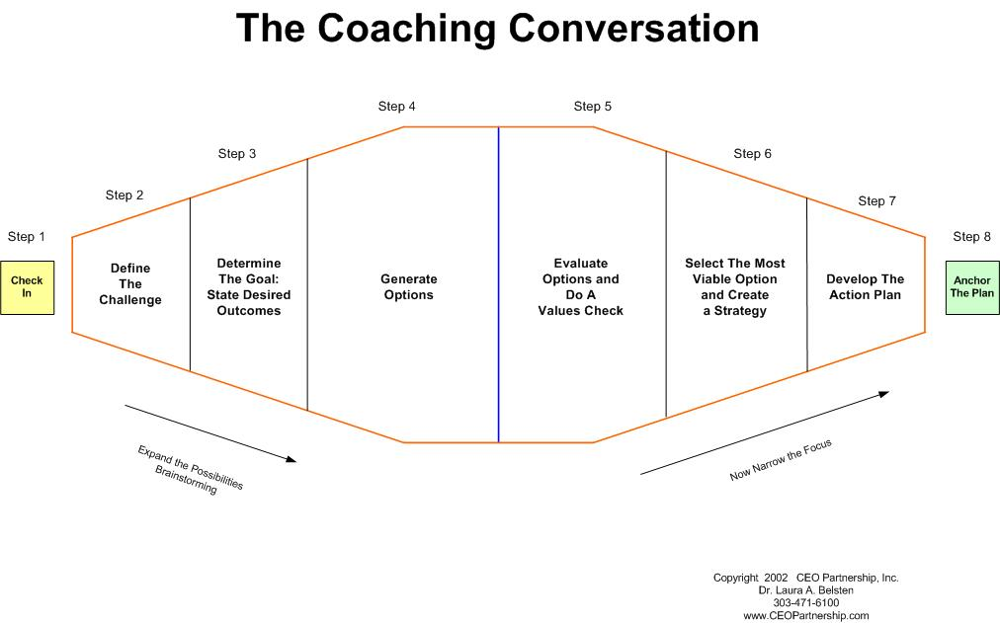 The Coaching Conversation
Step 4
Step 5
Step 3
Step 6
Step 2
Step 7
Step 1
Step 8
Check
In
Define
The
Challenge
Determine
The Goal:
State Desired
Outcomes
Generate
Options
Evaluate
Options and
Do A
Values Check
Select The Most
Viable Option
and Create
a Strategy
Develop The
Action Plan
Anchor
The Plan
Expand the Possibilities
Brainstorming
Now Narrow the Focus
Copyright 2002 CEO Partnership, Inc.
Dr. Laura A. Belsten
303-471-6100
www.CEOPartnership.com